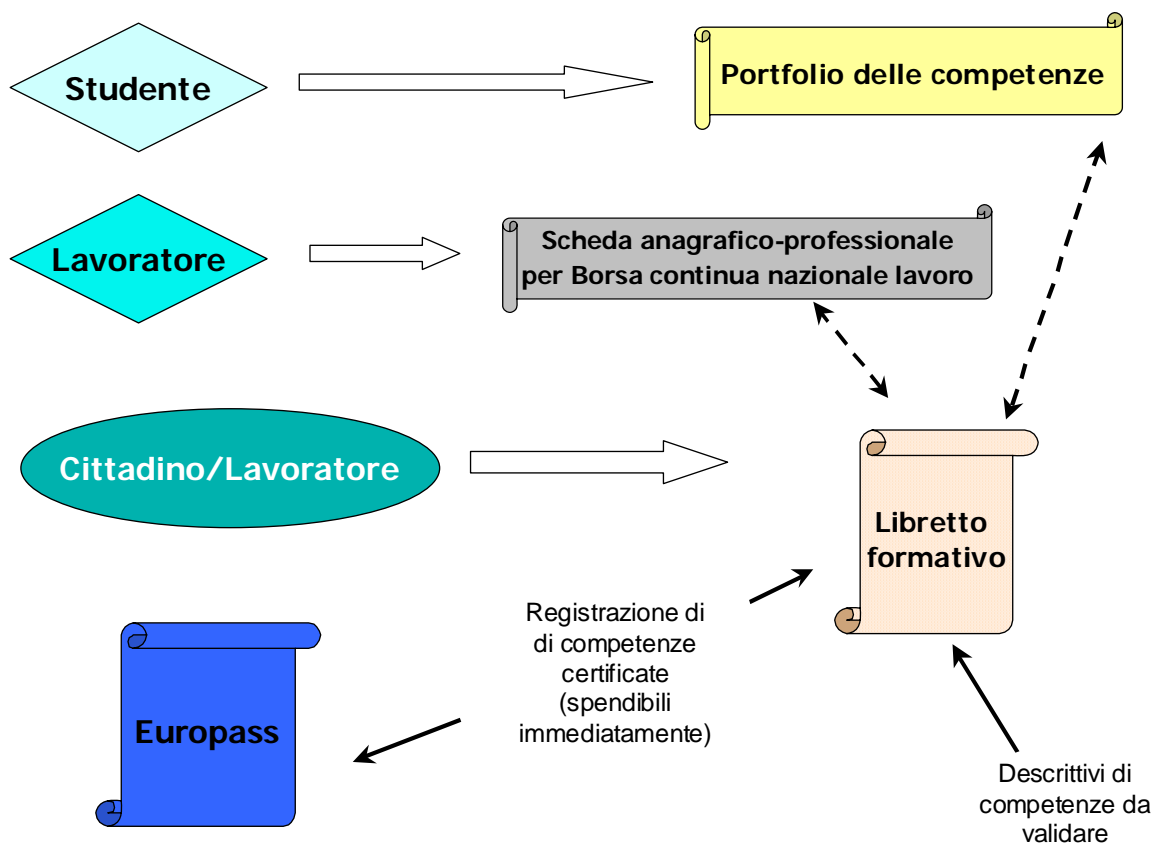 Studente
Portfolio delle competenze
Lavoratore
Scheda anagrafico-professionale
per Borsa continua nazionale lavoro
Cittadino/Lavoratore
Libretto
formativo
Registrazione di
di competenze
certificate
(spendibili
immediatamente)
Europass
Descrittivi di
competenze da
validare